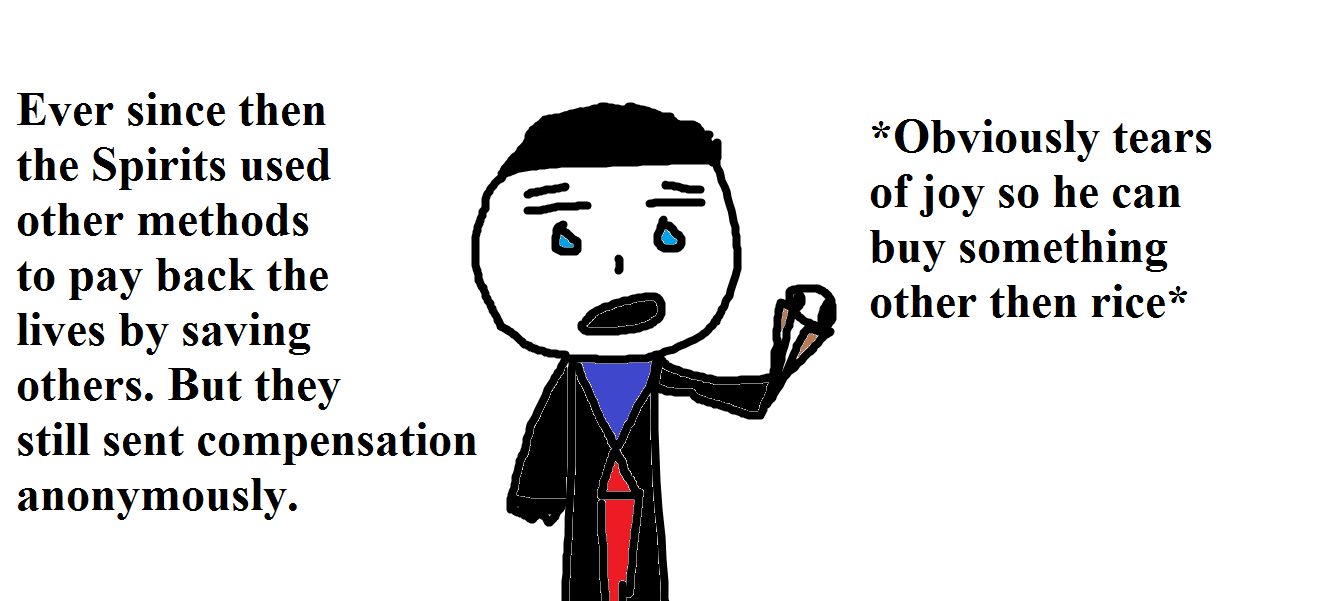 Ever since then
the Spirits used
other methods
to pay back the
lives by saving
others. But they
still sent compensation
anonymously.
*Obviously tears
of joy so he can
buy something
other then rice*